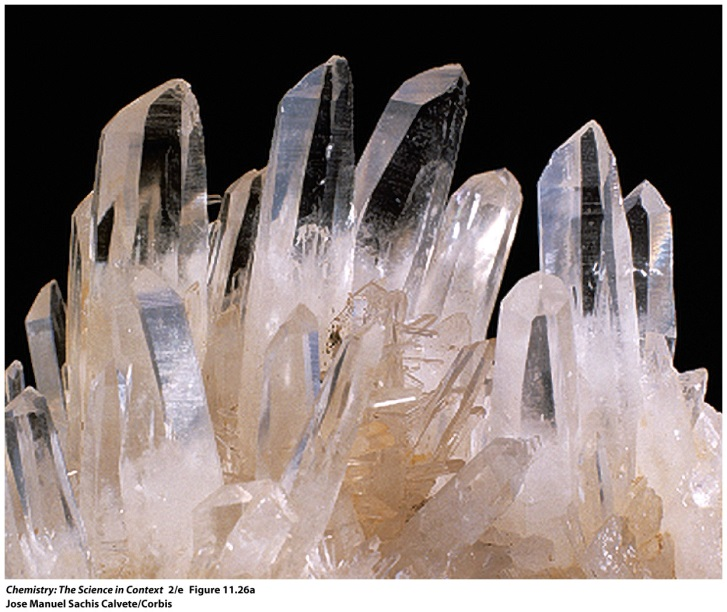 Chemistry: The Science in Context 2/e Figure 11.26a
Jose Manuel Sachis Calvete/Corbis